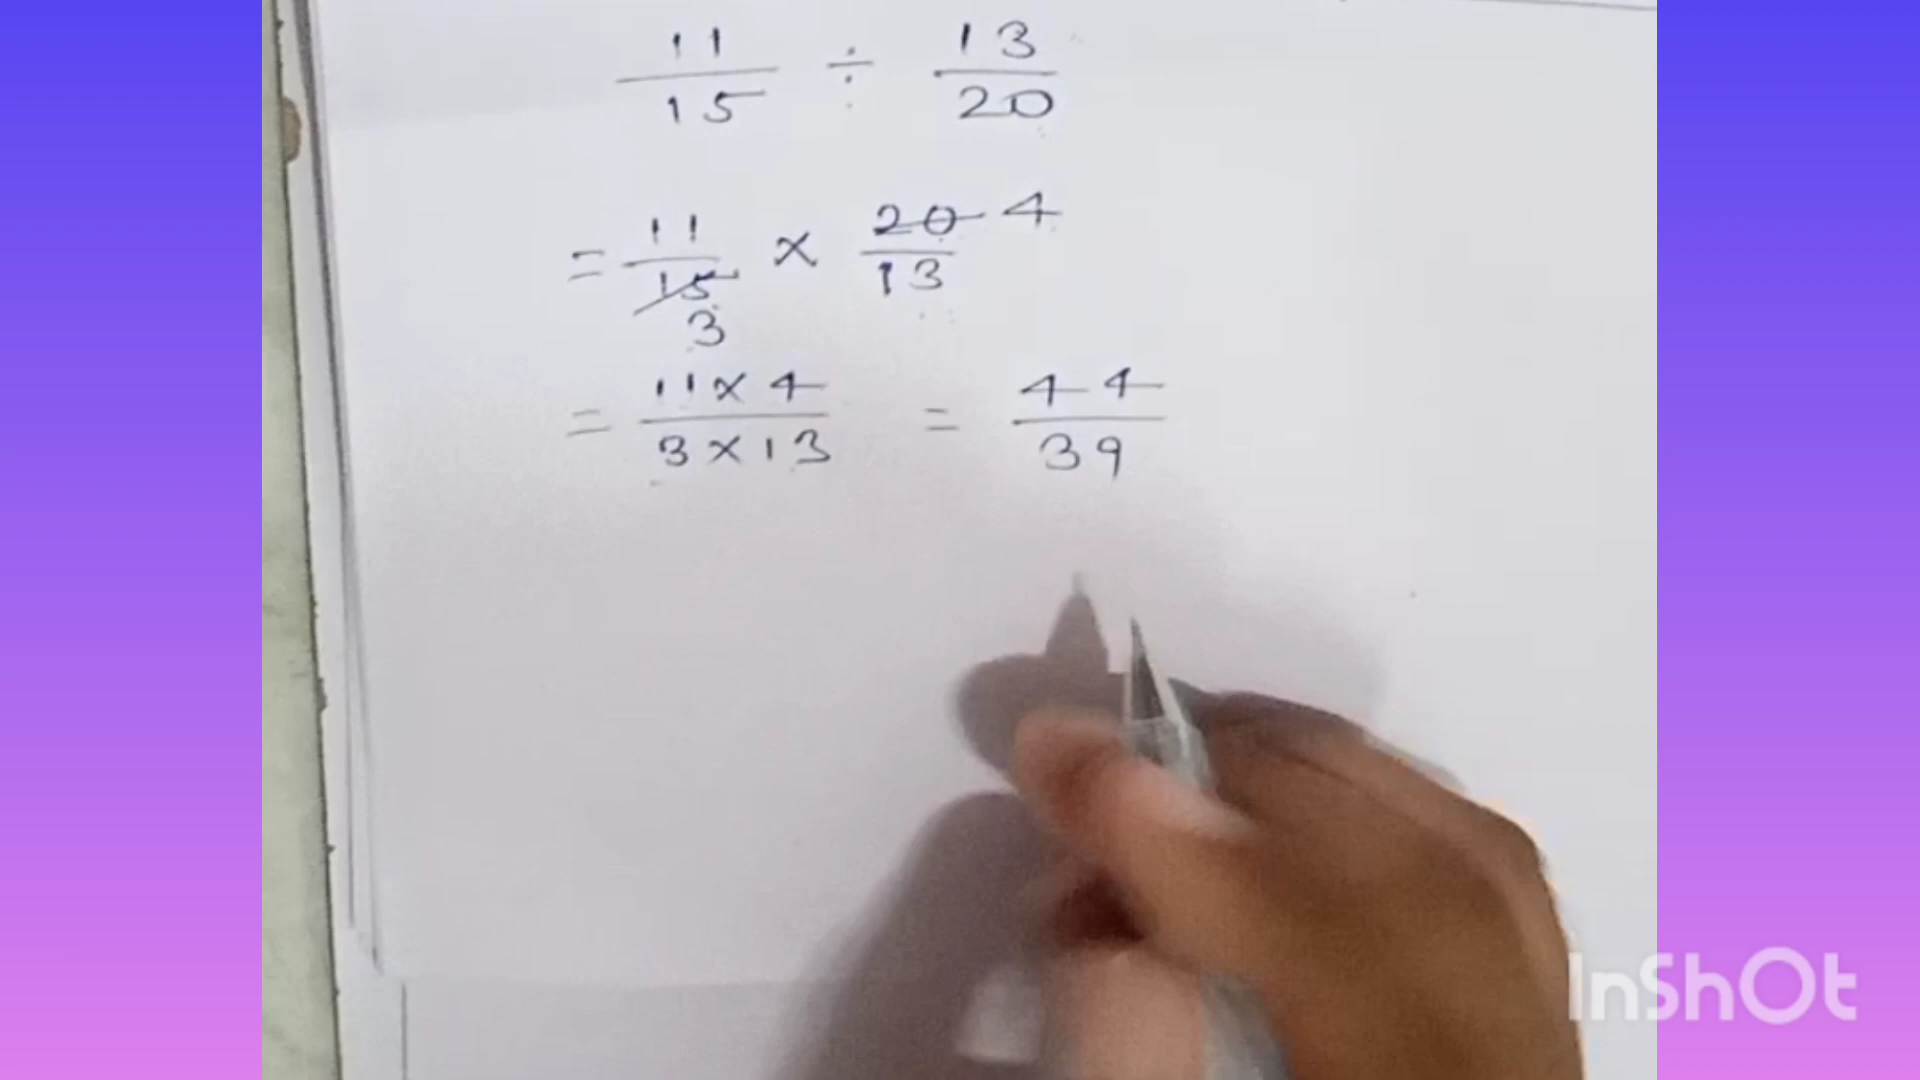 11/15 ÷ 13/20
= 11/15 3 × 20/13 4
= 11×4/3×13 = 44/39
InShOt